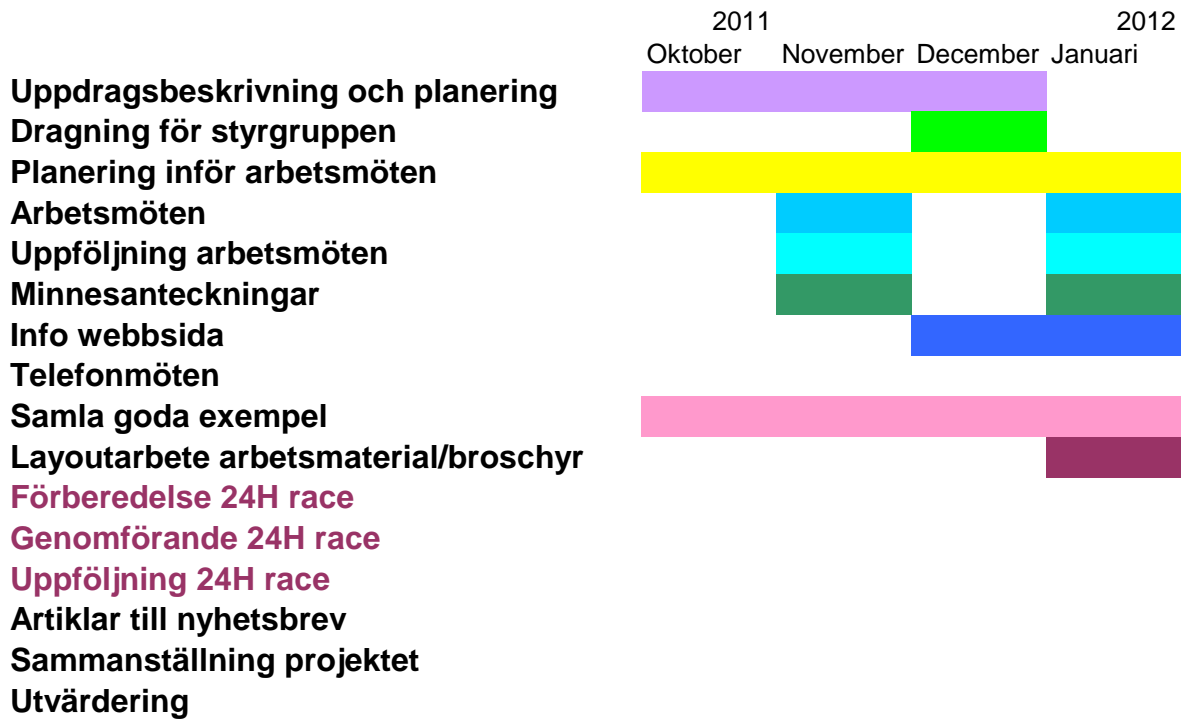 2011 2012
Oktober November December Januari
Uppdragsbeskrivning och planering
Dragning för styrgruppen
Planering inför arbetsmöten
Arbetsmöten
Uppföljning arbetsmöten
Minnesanteckningar
Info webbsida
Telefonmöten
Samla goda exempel
Layoutarbete arbetsmaterial/broschyr
Förberedelse 24H race
Genomförande 24H race
Uppföljning 24H race
Artiklar till nyhetsbrev
Sammanställning projektet
Utvärdering